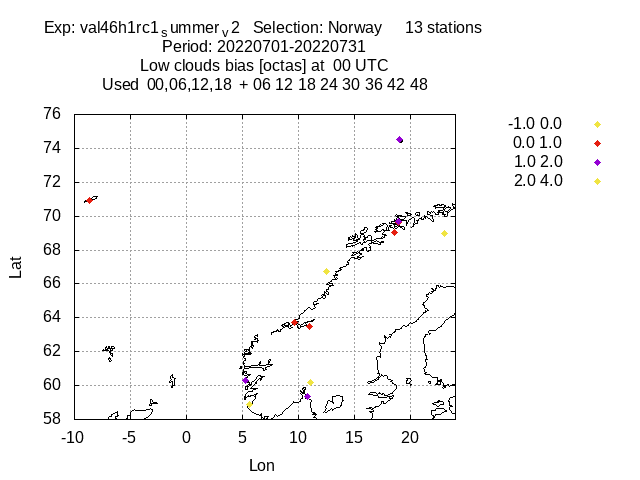 Exp: val46h1rc1summerv2 Selection: Norway 13 stations
Period: 20220701-20220731
Low clouds bias [octas] at 00 UTC
Used 00,06,12,18 + 06 12 18 24 30 36 42 48
-1.0 0.0
0.0 1.0
1.0 2.0
2.0 4.0
76
74
72
70
68
66
64
62
60
58
Lat
-10 -5 0 5 10 15 20
Lon